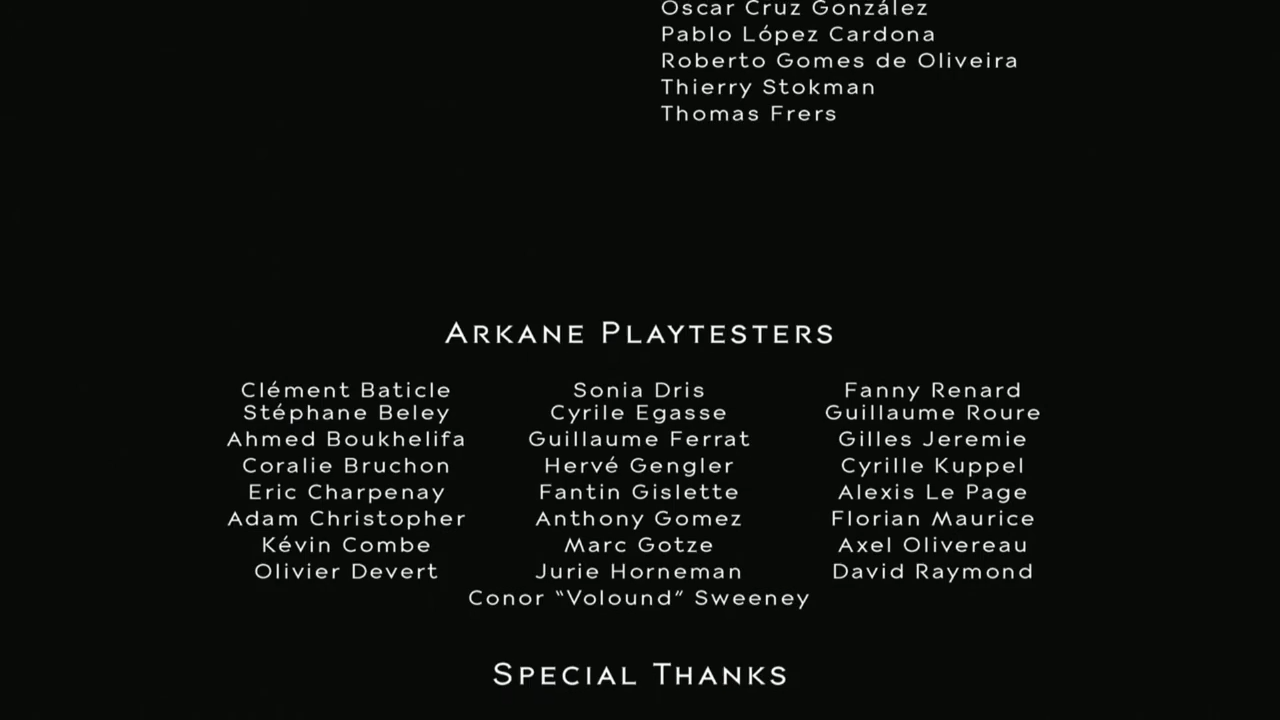 Óscar Cruz González
Pablo López Cardona
Roberto Gomes de Oliveira
Thierry Stokman
Thomas Frers
Arkane Playtesters
Clément Baticle Sonia Dris Fanny Renard
Stéphane Beley Cyrile Egasse Guillaume Roure
Ahmed Boukhelifa Guillaume Ferrat Gilles Jeremie
Coralie Bruchon Hervé Gengler Cyrille Kuppel
Eric Charpenay Fantin Gislette Alexis Le Page
Adam Christopher Anthony Gomez Florian Maurice
Kévin Combe Marc Gotze Axel Olivereau
Olivier Devert Jurie Horneman David Raymond
Conor “Volound” Sweeney
Special Thanks